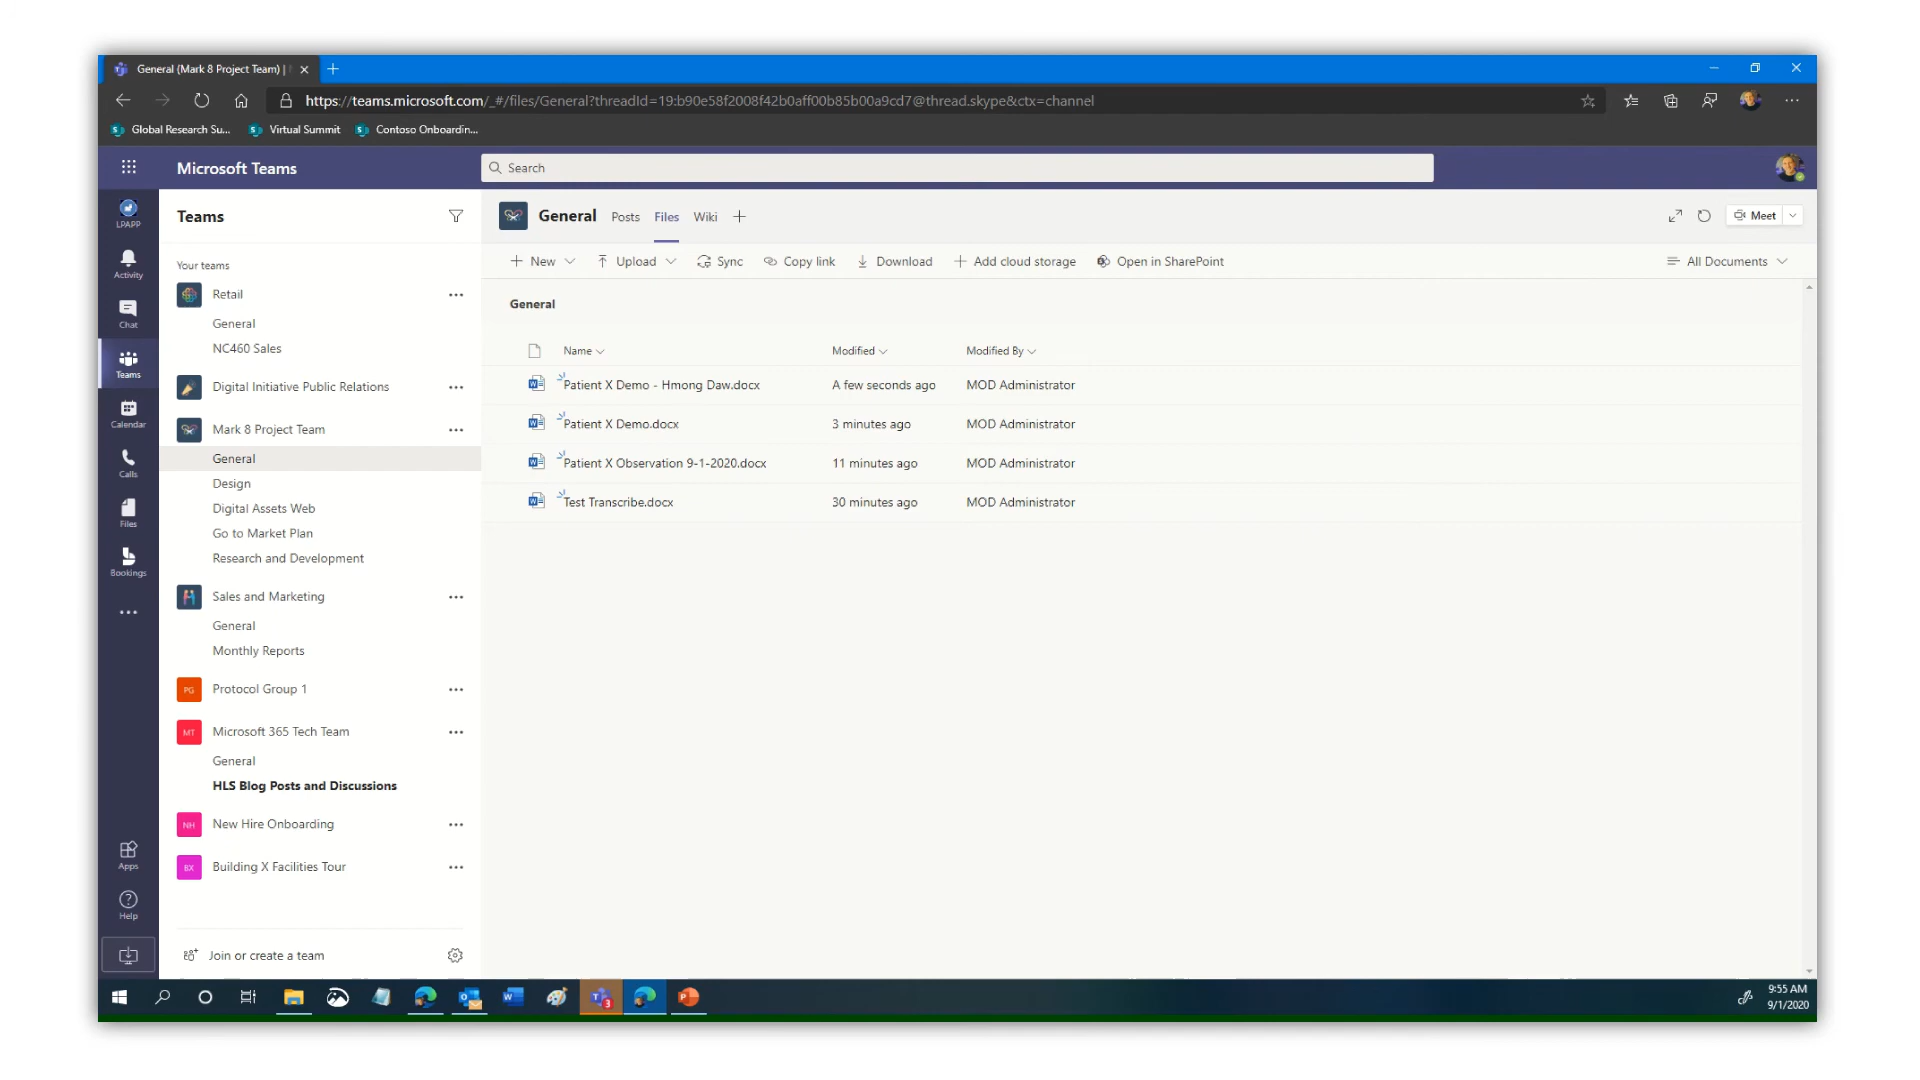 General (Mark 8 Project Team) |
https://teams.microsoft.com/_#/files/General?threadId=19:b90e58f2008f42b0aff00b85b00a9cd7@thread.skype&ctx=channel
Global Research Su... Virtual Summit Contoso Onboardin...
Microsoft Teams
Search
LPAPP
Activity
Chat
Teams
Calendar
Calls
Files
Bookings
Apps
Help
Teams
Your teams
Retail
General
NC460 Sales
Digital Initiative Public Relations
Mark 8 Project Team
General
Design
Digital Assets Web
Go to Market Plan
Research and Development
Sales and Marketing
General
Monthly Reports
PG Protocol Group 1
MT Microsoft 365 Tech Team
General
HLS Blog Posts and Discussions
NH New Hire Onboarding
BX Building X Facilities Tour
Join or create a team
General Posts Files Wiki
Meet
New Upload Sync Copy link Download Add cloud storage Open in SharePoint All Documents
General
Name Modified Modified By
Patient X Demo - Hmong Daw.docx A few seconds ago MOD Administrator
Patient X Demo.docx 3 minutes ago MOD Administrator
Patient X Observation 9-1-2020.docx 11 minutes ago MOD Administrator
Test Transcribe.docx 30 minutes ago MOD Administrator
9:55 AM
9/1/2020